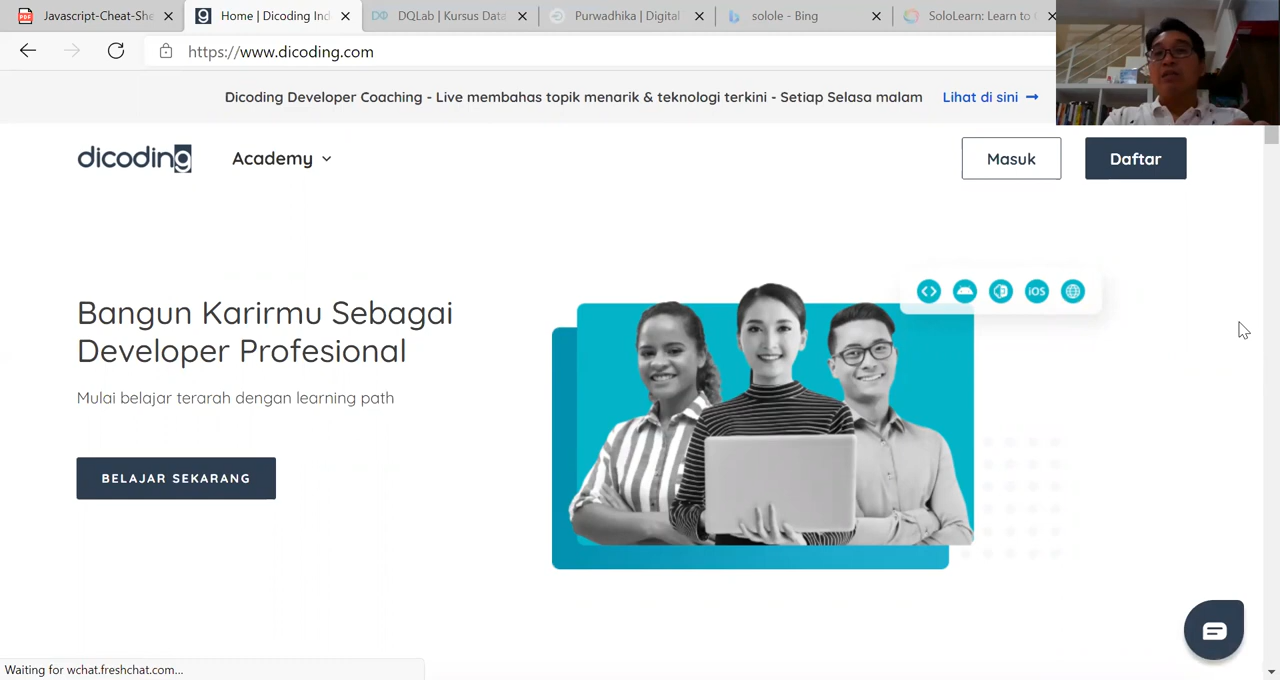 Javascript-Cheat-She
Home | Dicoding Ind
DQLab | Kursus Data
Purwadhika | Digital
solole - Bing
SoloLearn: Learn to
https://www.dicoding.com
Dicoding Developer Coaching - Live membahas topik menarik & teknologi terkini - Setiap Selasa malam Lihat di sini →
dicoding
Academy
Masuk
Daftar
iOS
Bangun Karirmu Sebagai
Developer Profesional
Mulai belajar terarah dengan learning path
BELAJAR SEKARANG
Waiting for wchat.freshchat.com...